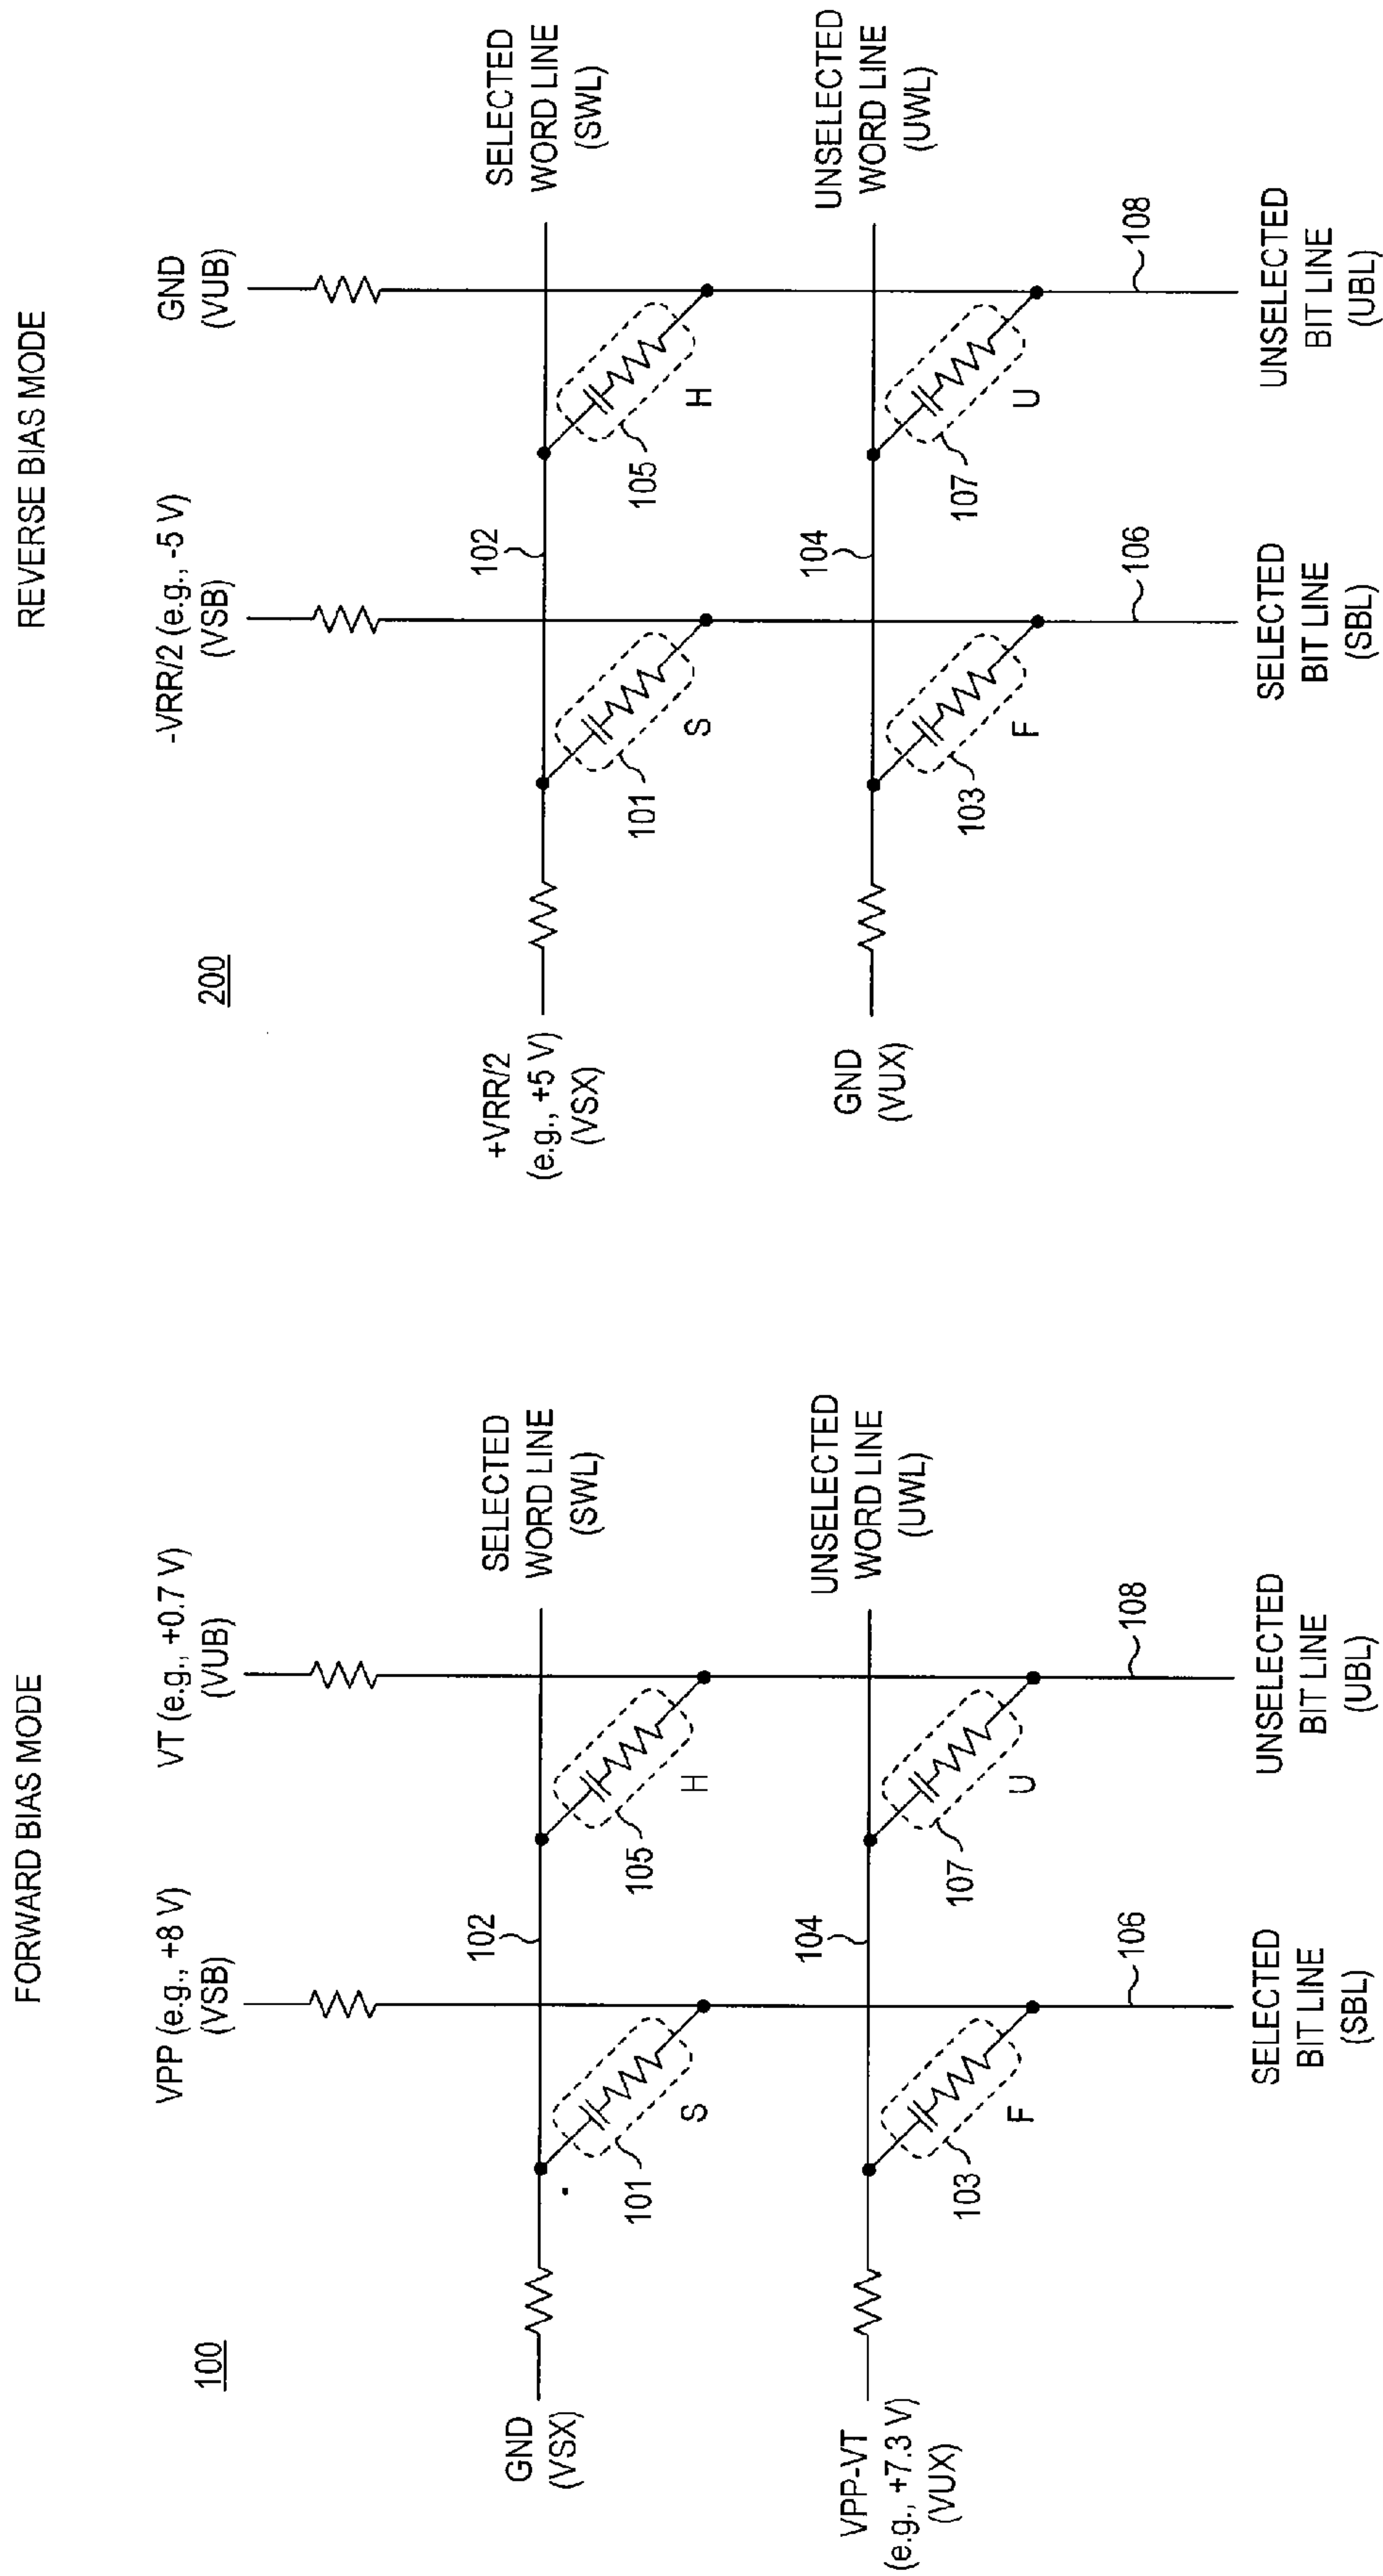 FORWARD BIAS MODE
100
VPP (e.g., +8 V)
(VSB)
VT (e.g., +0.7 V)
(VUB)
GND
(VSX)
102
SELECTED
WORD LINE
(SWL)
101
S
105
H
VPP-VT
(e.g., +7.3 V)
(VUX)
104
UNSELECTED
WORD LINE
(UWL)
103
F
107
U
106
108
SELECTED
BIT LINE
(SBL)
UNSELECTED
BIT LINE
(UBL)
REVERSE BIAS MODE
200
-VRR/2 (e.g., -5 V)
(VSB)
GND
(VUB)
+VRR/2
(e.g., +5 V)
(VSX)
102
SELECTED
WORD LINE
(SWL)
101
S
105
H
GND
(VUX)
104
UNSELECTED
WORD LINE
(UWL)
103
F
107
U
106
108
SELECTED
BIT LINE
(SBL)
UNSELECTED
BIT LINE
(UBL)